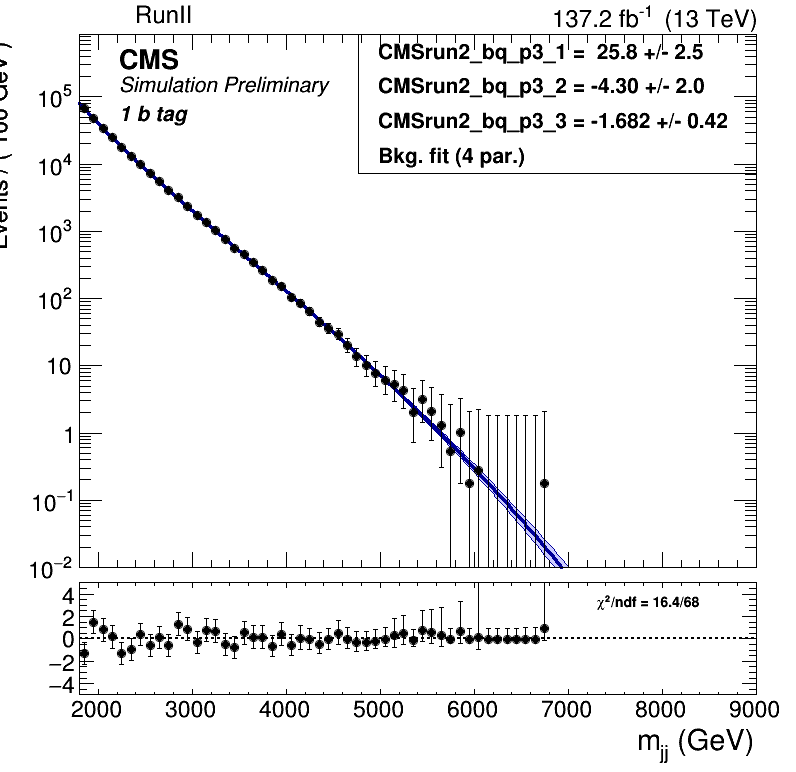 RunII
137.2 fb⁻¹ (13 TeV)
CMS
Simulation Preliminary
1 b tag
CMSrun2_bq_p3_1 = 25.8 +/- 2.5
CMSrun2_bq_p3_2 = -4.30 +/- 2.0
CMSrun2_bq_p3_3 = -1.682 +/- 0.42
Bkg. fit (4 par.)
Events / ( 100 GeV )
10⁵
10⁴
10³
10²
10
1
10⁻¹
10⁻²
χ²/ndf = 16.4/68
4
2
0
−2
−4
2000 3000 4000 5000 6000 7000 8000 9000
m_jj (GeV)